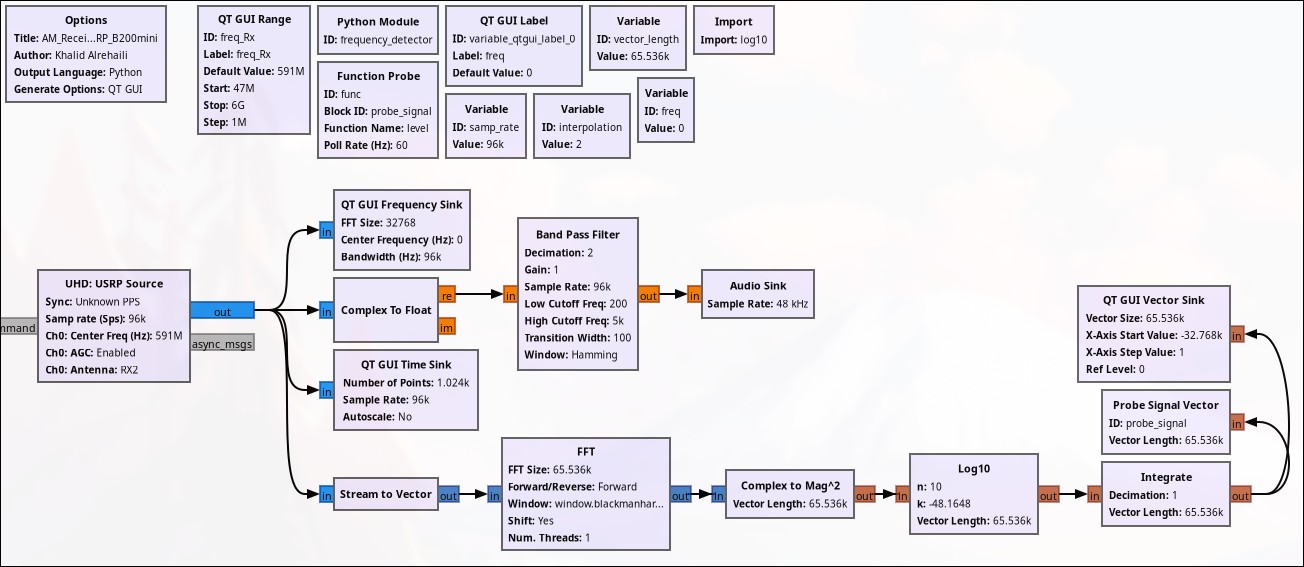 Options
Title: AM_Recei...RP_B200mini
Author: Khalid Alrehaili
Output Language: Python
Generate Options: QT GUI
QT GUI Range
ID: freq_Rx
Label: freq_Rx
Default Value: 591M
Start: 47M
Stop: 6G
Step: 1M
Python Module
ID: frequency_detector
Function Probe
ID: func
Block ID: probe_signal
Function Name: level
Poll Rate (Hz): 60
QT GUI Label
ID: variable_qtgui_label_0
Label: freq
Default Value: 0
Variable
ID: samp_rate
Value: 96k
Variable
ID: interpolation
Value: 2
Variable
ID: vector_length
Value: 65.536k
Variable
ID: freq
Value: 0
Import
Import: log10
mmand
UHD: USRP Source
Sync: Unknown PPS
Samp rate (Sps): 96k
Ch0: Center Freq (Hz): 591M
Ch0: AGC: Enabled
Ch0: Antenna: RX2
out
async_msgs
in
QT GUI Frequency Sink
FFT Size: 32768
Center Frequency (Hz): 0
Bandwidth (Hz): 96k
in
Complex To Float
re
im
in
QT GUI Time Sink
Number of Points: 1.024k
Sample Rate: 96k
Autoscale: No
in
Band Pass Filter
Decimation: 2
Gain: 1
Sample Rate: 96k
Low Cutoff Freq: 200
High Cutoff Freq: 5k
Transition Width: 100
Window: Hamming
out
in
Audio Sink
Sample Rate: 48 kHz
in
Stream to Vector
out
in
FFT
FFT Size: 65.536k
Forward/Reverse: Forward
Window: window.blackmanhar...
Shift: Yes
Num. Threads: 1
out
in
Complex to Mag^2
Vector Length: 65.536k
out
in
Log10
n: 10
k: -48.1648
Vector Length: 65.536k
out
in
Integrate
Decimation: 1
Vector Length: 65.536k
out
Probe Signal Vector
ID: probe_signal
Vector Length: 65.536k
in
QT GUI Vector Sink
Vector Size: 65.536k
X-Axis Start Value: -32.768k
X-Axis Step Value: 1
Ref Level: 0
in